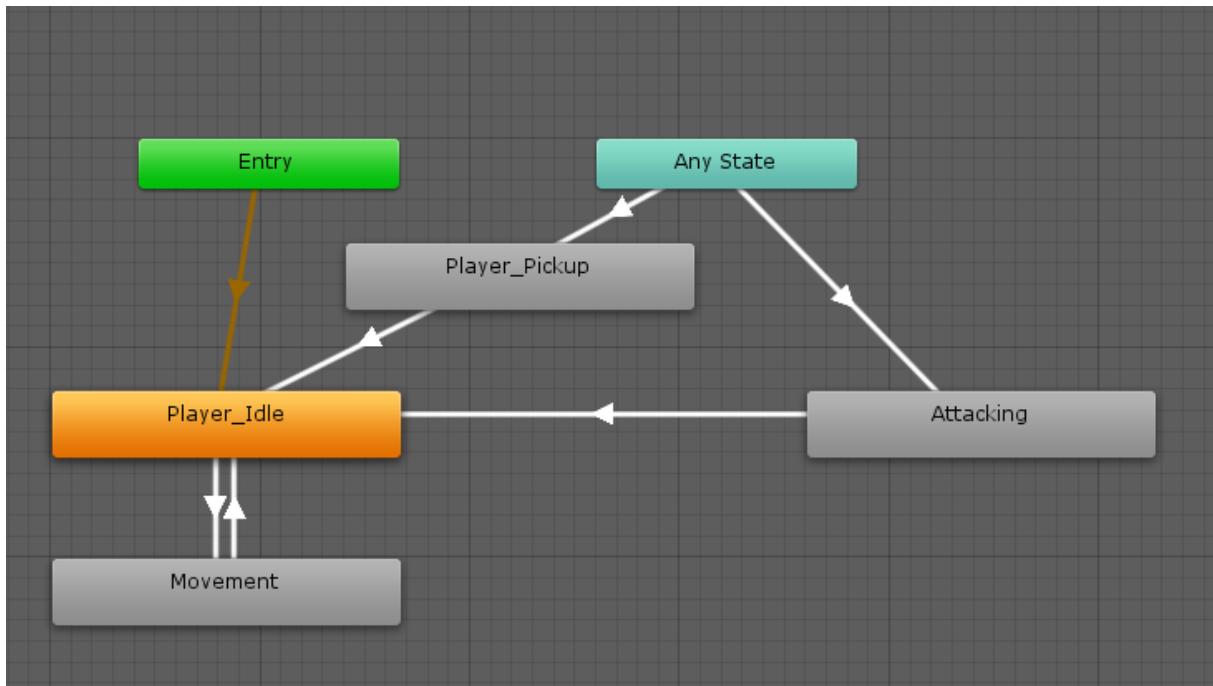 Entry
Any State
Player_Pickup
Player_Idle
Attacking
Movement